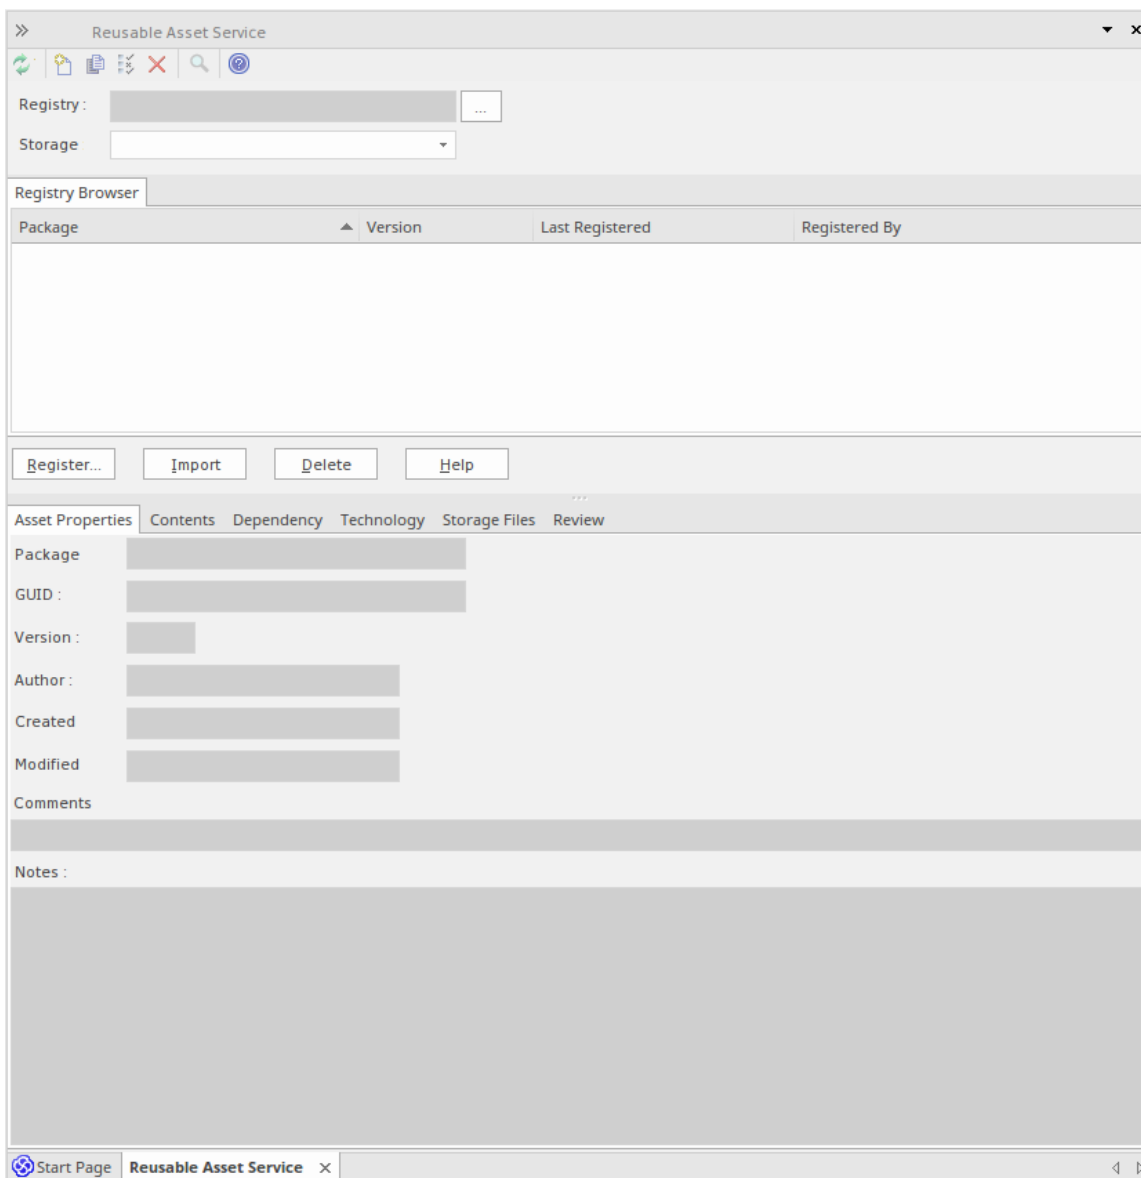 Reusable Asset Service
Registry :
...
Storage
Registry Browser
Package Version Last Registered Registered By
Register... Import Delete Help
Asset Properties Contents Dependency Technology Storage Files Review
Package
GUID :
Version :
Author :
Created
Modified
Comments
Notes :
Start Page Reusable Asset Service